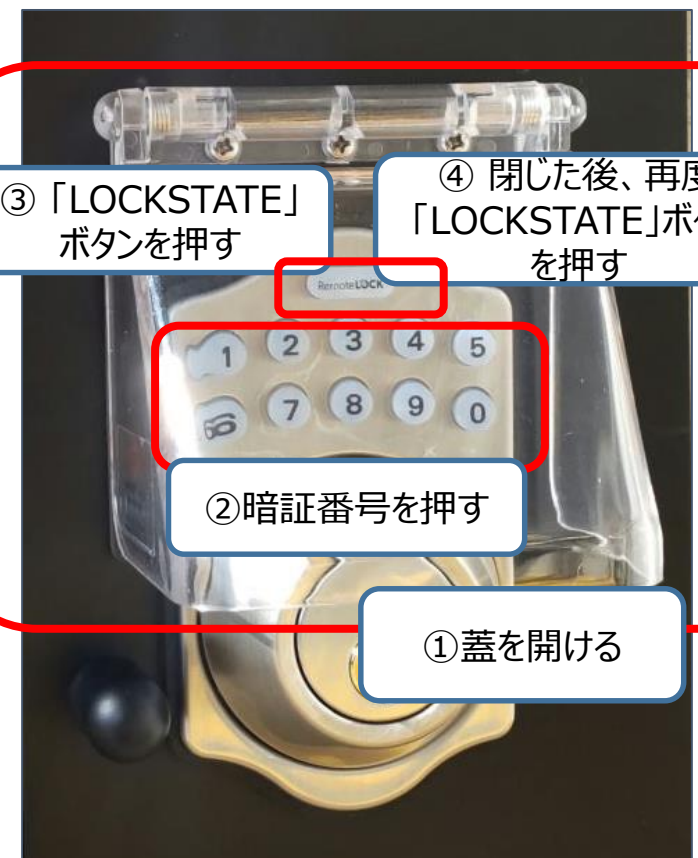 ③「LOCKSTATE」
ボタンを押す
④ 閉じた後、再度
「LOCKSTATE」ボ
を押す
RemoteLOCK
1 2 3 4 5
6 7 8 9 0
②暗証番号を押す
①蓋を開ける